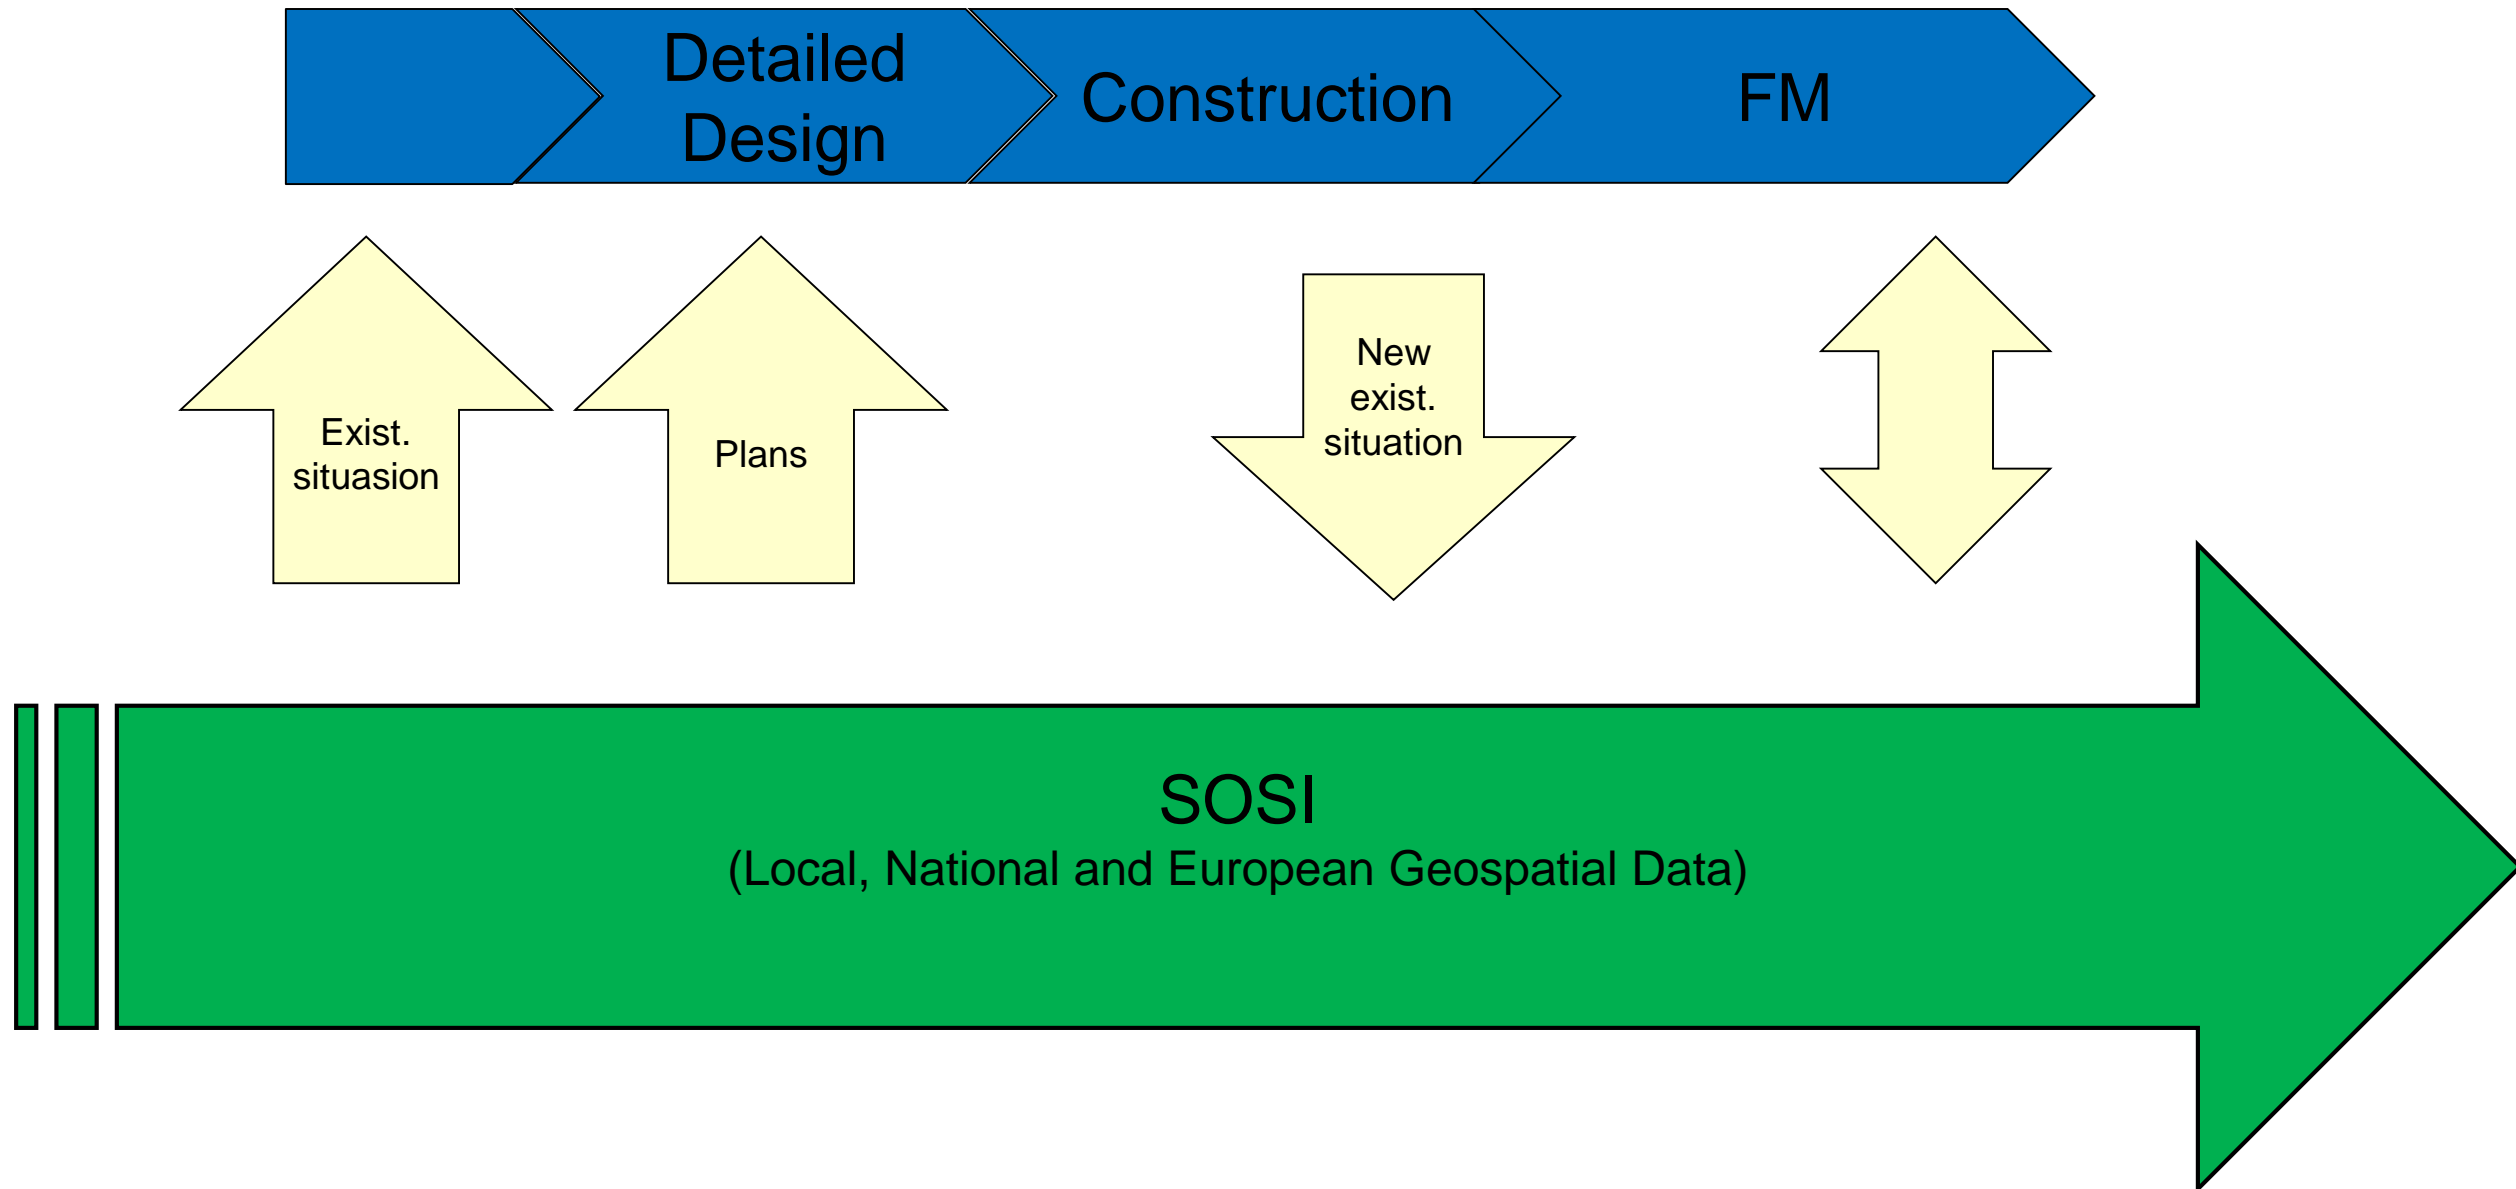 Detailed
Design
Construction
FM
Exist.
situasion
Plans
New
exist.
situation
SOSI
(Local, National and European Geospatial Data)